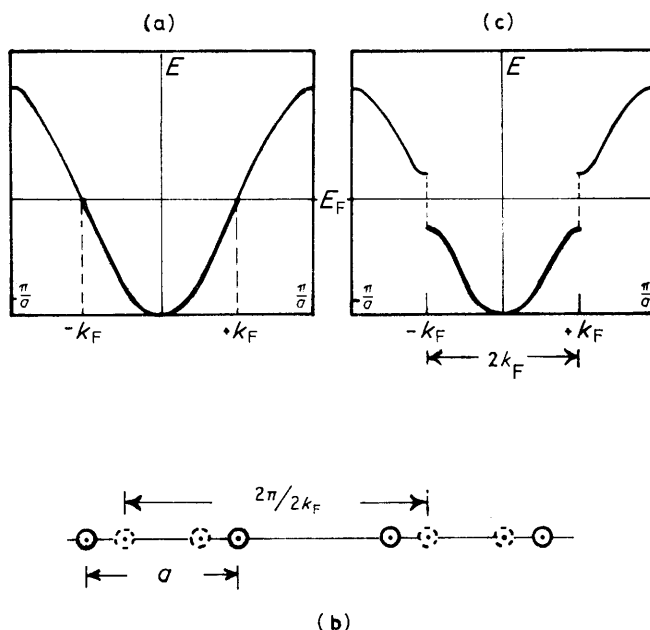 (a) (c)
E E
E_F
π/a π/a π/a
-k_F +k_F -k_F +k_F
2k_F
2π/2k_F
a
(b)